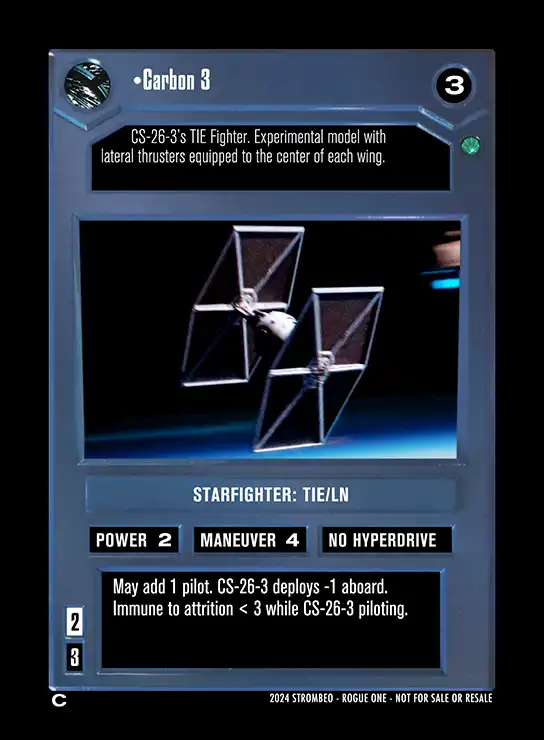 •Carbon 3
3
CS-26-3's TIE Fighter. Experimental model with
lateral thrusters equipped to the center of each wing.
STARFIGHTER: TIE/LN
POWER 2
MANEUVER 4
NO HYPERDRIVE
May add 1 pilot. CS-26-3 deploys -1 aboard.
Immune to attrition < 3 while CS-26-3 piloting.
2
3
C
2024 STROMBEO - ROGUE ONE - NOT FOR SALE OR RESALE